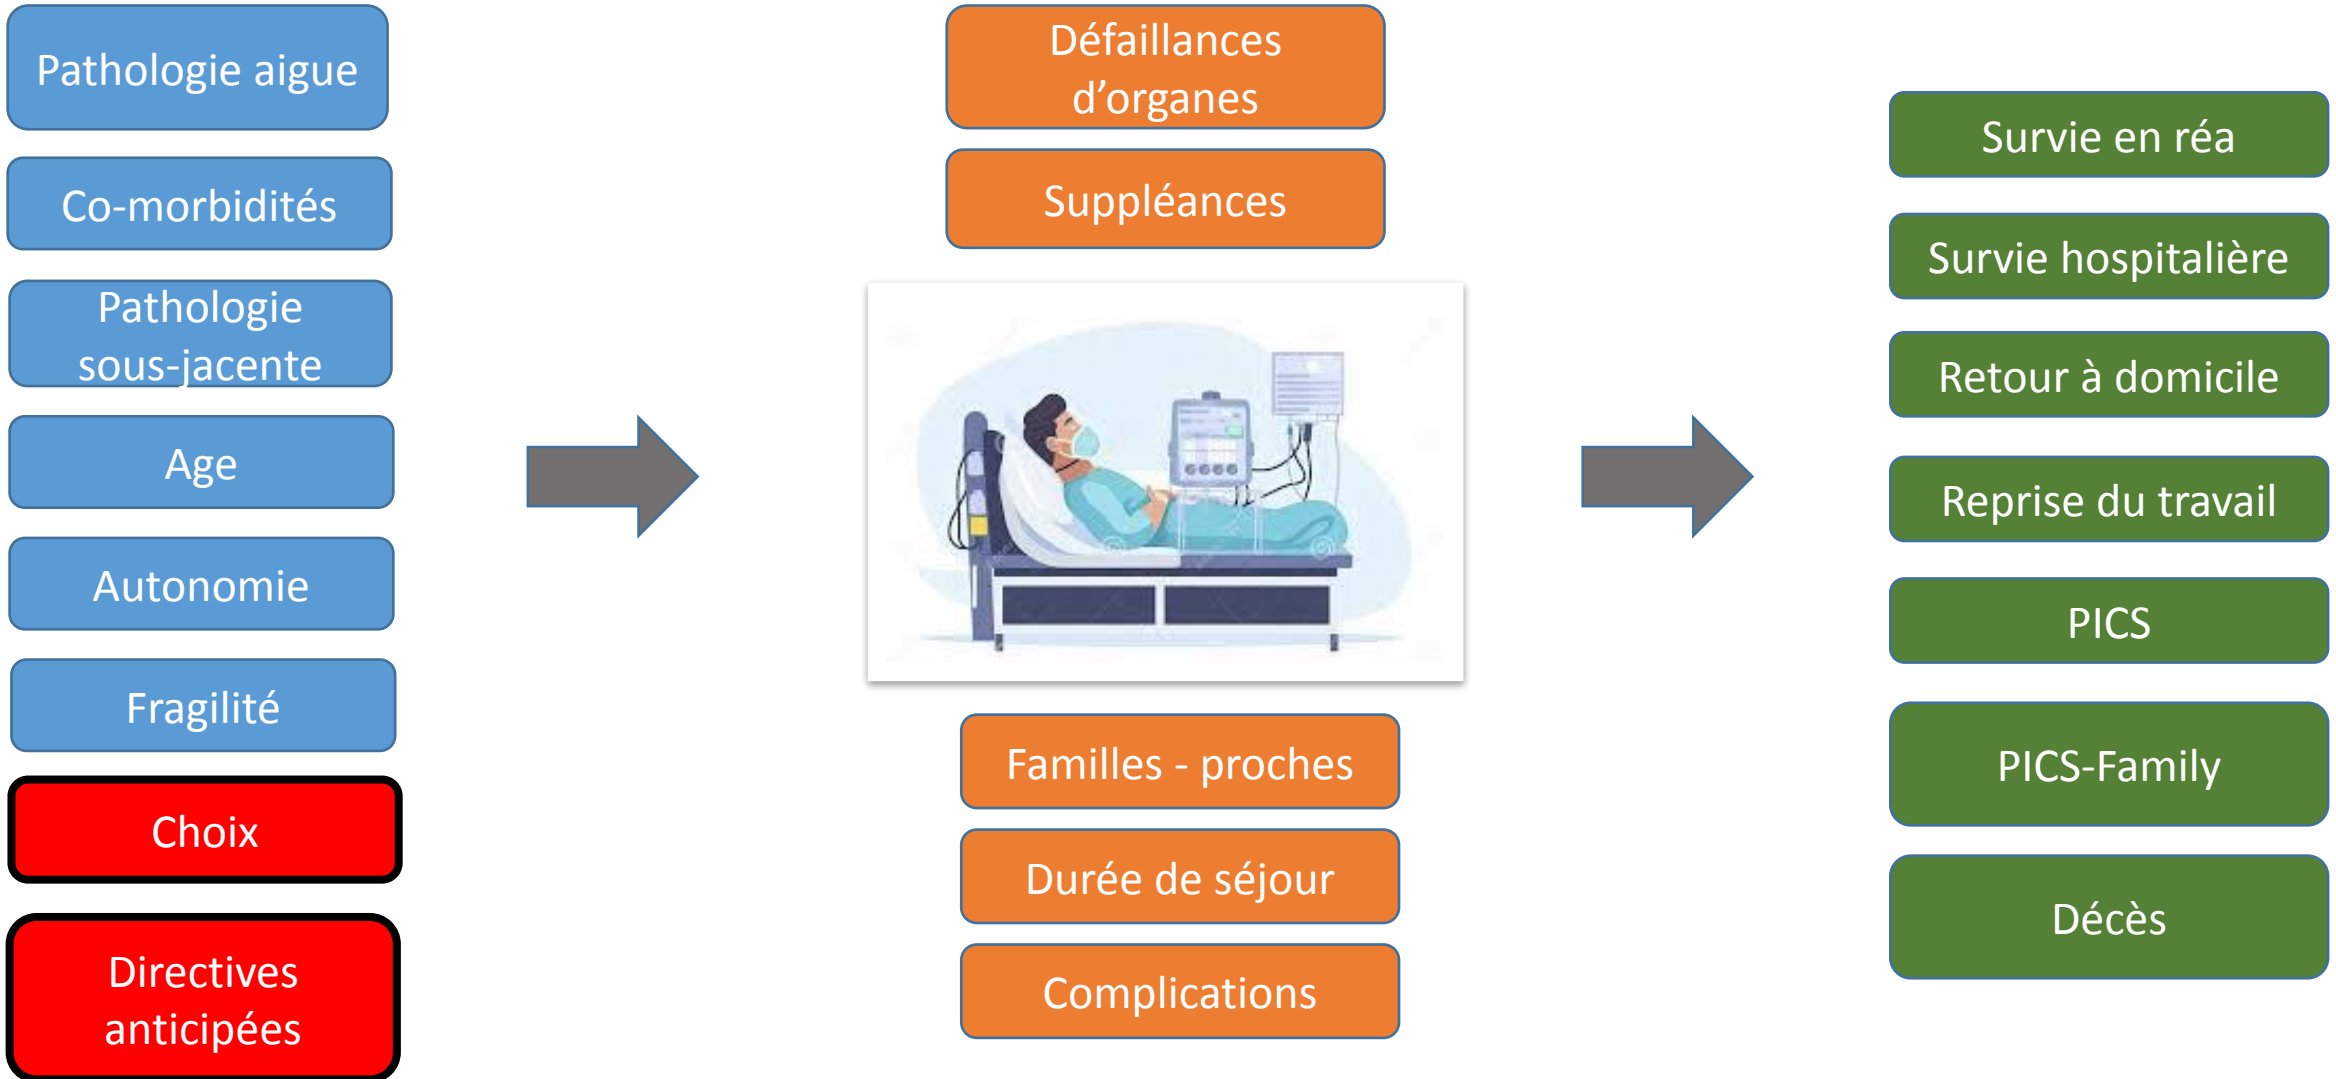 Pathologie aigue
Co-morbidités
Pathologie
sous-jacente
Age
Autonomie
Fragilité
Choix
Directives
anticipées
Défaillances
d’organes
Suppléances
Familles - proches
Durée de séjour
Complications
Survie en réa
Survie hospitalière
Retour à domicile
Reprise du travail
PICS
PICS-Family
Décès